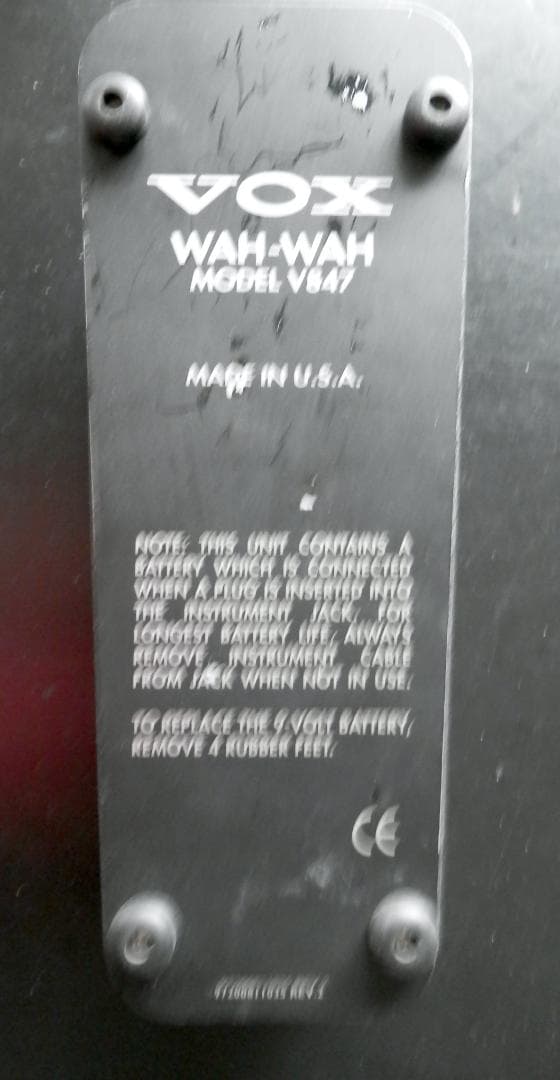 VOX
WAH-WAH
MODEL V847
MADE IN U.S.A.
NOTE: THIS UNIT CONTAINS A
BATTERY WHICH IS CONNECTED
WHEN A PLUG IS INSERTED INTO
THE INSTRUMENT JACK. FOR
LONGEST BATTERY LIFE, ALWAYS
REMOVE INSTRUMENT CABLE
FROM JACK WHEN NOT IN USE.
TO REPLACE THE 9 VOLT BATTERY,
REMOVE 4 RUBBER FEET.
CE